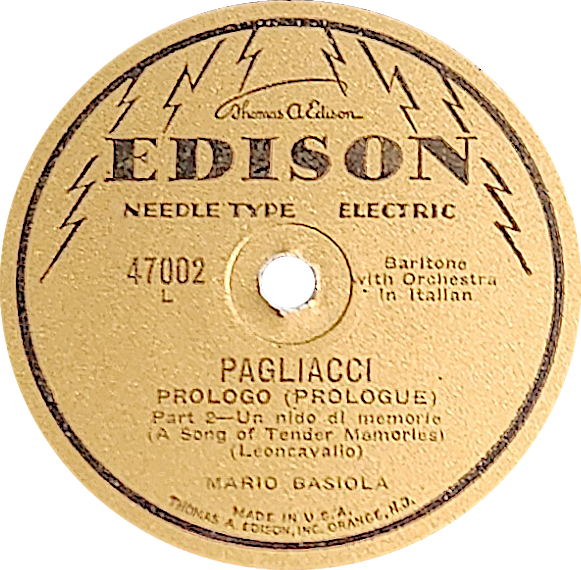 Thomas A Edison
EDISON
NEEDLE TYPE ELECTRIC
47002
L
Baritone
with Orchestra
In Italian
PAGLIACCI
PROLOGO (PROLOGUE)
Part 2—Un nido di memorie
(A Song of Tender Memories)
(Leoncavallo)
MARIO BASIOLA
MADE IN U.S.A.
THOMAS A. EDISON, INC. ORANGE, N.J.